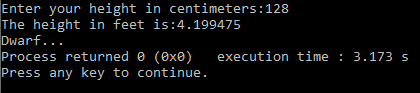 Enter your height in centimeters:128
The height in feet is:4.199475
Dwarf...
Process returned 0 (0x0)   execution time : 3.173 s
Press any key to continue.